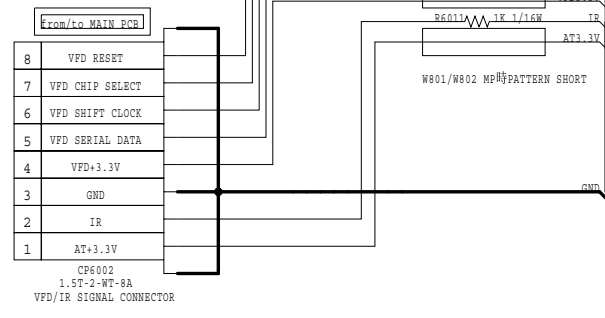 from/to MAIN PCB
8 VFD RESET
7 VFD CHIP SELECT
6 VFD SHIFT CLOCK
5 VFD SERIAL DATA
4 VFD+3.3V
3 GND
2 IR
1 AT+3.3V
CP6002
1.5T-2-WT-8A
VFD/IR SIGNAL CONNECTOR
R6011 1K 1/16W
IR
AT3.3V
W801/W802 MP時PATTERN SHORT
GND